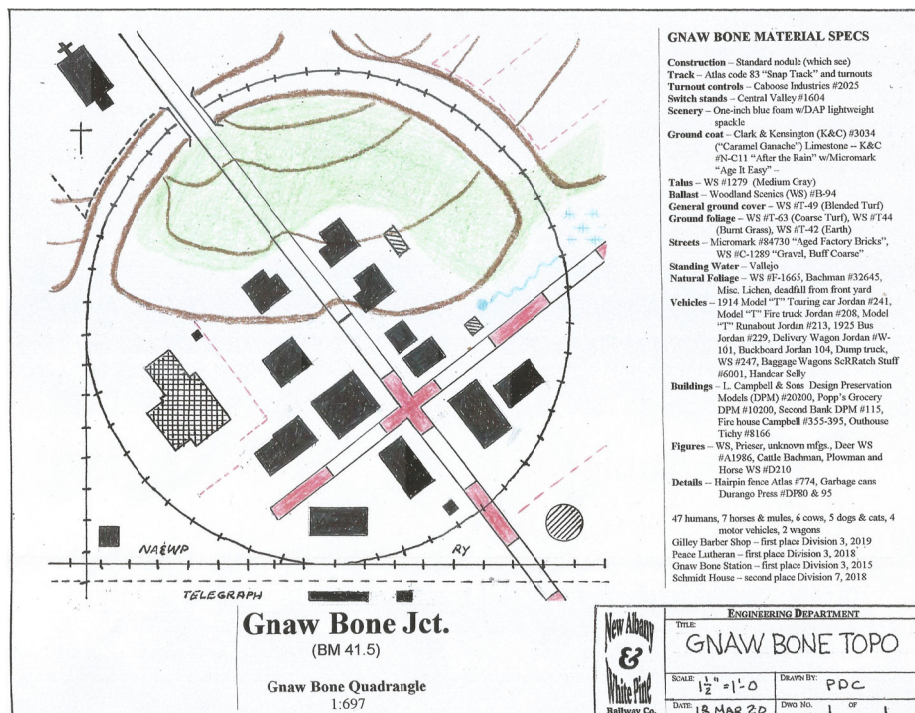 GNAW BONE MATERIAL SPECS
Construction – Standard nodule (which see)
Track – Atlas code 83 "Snap Track" and turnouts
Turnout controls – Caboose Industries #2025
Switch stands – Central Valley #1604
Scenery – One-inch blue foam w/DAP lightweight
spackle
Ground coat – Clark & Kensington (K&C) #3034
("Caramel Ganache") Limestone – K&C
#N-C11 "After the Rain" w/Micromark
"Age It Easy" –
Talus – WS #1279 (Medium Gray)
Ballast – Woodland Scenics (WS) #B-94
General ground cover – WS #T-49 (Blended Turf)
Ground foliage – WS #T-63 (Coarse Turf), WS #T44
(Burnt Grass), WS #T-42 (Earth)
Streets – Micromark #84730 "Aged Factory Bricks",
WS #C-1289 "Gravel, Buff Coarse"
Standing Water – Vallejo
Natural Foliage – WS #F-1665, Bachman #32645,
Misc. Lichen, deadfall from front yard
Vehicles – 1914 Model "T" Touring car Jordan #241,
Model "T" Fire truck Jordan #208, Model
"T" Runabout Jordan #213, 1925 Bus
Jordan #229, Delivary Wagon Jordan #W-
101, Buckboard Jordan 104, Dump truck,
WS #247, Baggage Wagons ScRRatch Stuff
#6001, Handcar Selly
Buildings – L. Campbell & Sons Design Preservation
Models (DPM) #20200, Popp's Grocery
DPM #10200, Second Bank DPM #115,
Fire house Campbell #355-395, Outhouse
Tichy #8166
Figures – WS, Prieser, unknown mfgs., Deer WS
#A1986, Cattle Bachman, Plowman and
Horse WS #D210
Details – Hairpin fence Atlas #774, Garbage cans
Durango Press #DP80 & 95
47 humans, 7 horses & mules, 6 cows, 5 dogs & cats, 4
motor vehicles, 2 wagons
Gilley Barber Shop – first place Division 3, 2019
Peace Lutheran – first place Division 3, 2018
Gnaw Bone Station – first place Division 3, 2015
Schmidt House – second place Division 7, 2018
NA&WP RY
TELEGRAPH
Gnaw Bone Jct.
(BM 41.5)
Gnaw Bone Quadrangle
1:697
New Albany
&
White Pine
Railway Co.
ENGINEERING DEPARTMENT
TITLE:
GNAW BONE TOPO
SCALE: 1½" = 1'-0 DRAWN BY: PDC
DATE: 18 MAR 20 DWG NO. 1 OF 1